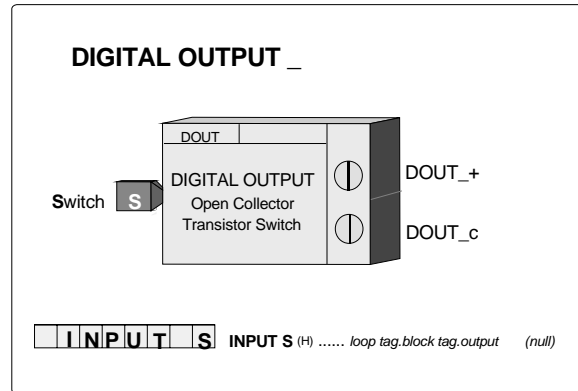 DIGITAL OUTPUT _
DOUT
DIGITAL OUTPUT
Open Collector
Transistor Switch
DOUT_+
DOUT_c
Switch S
INPUT S INPUT S (H) ...... loop tag.block tag.output (null)